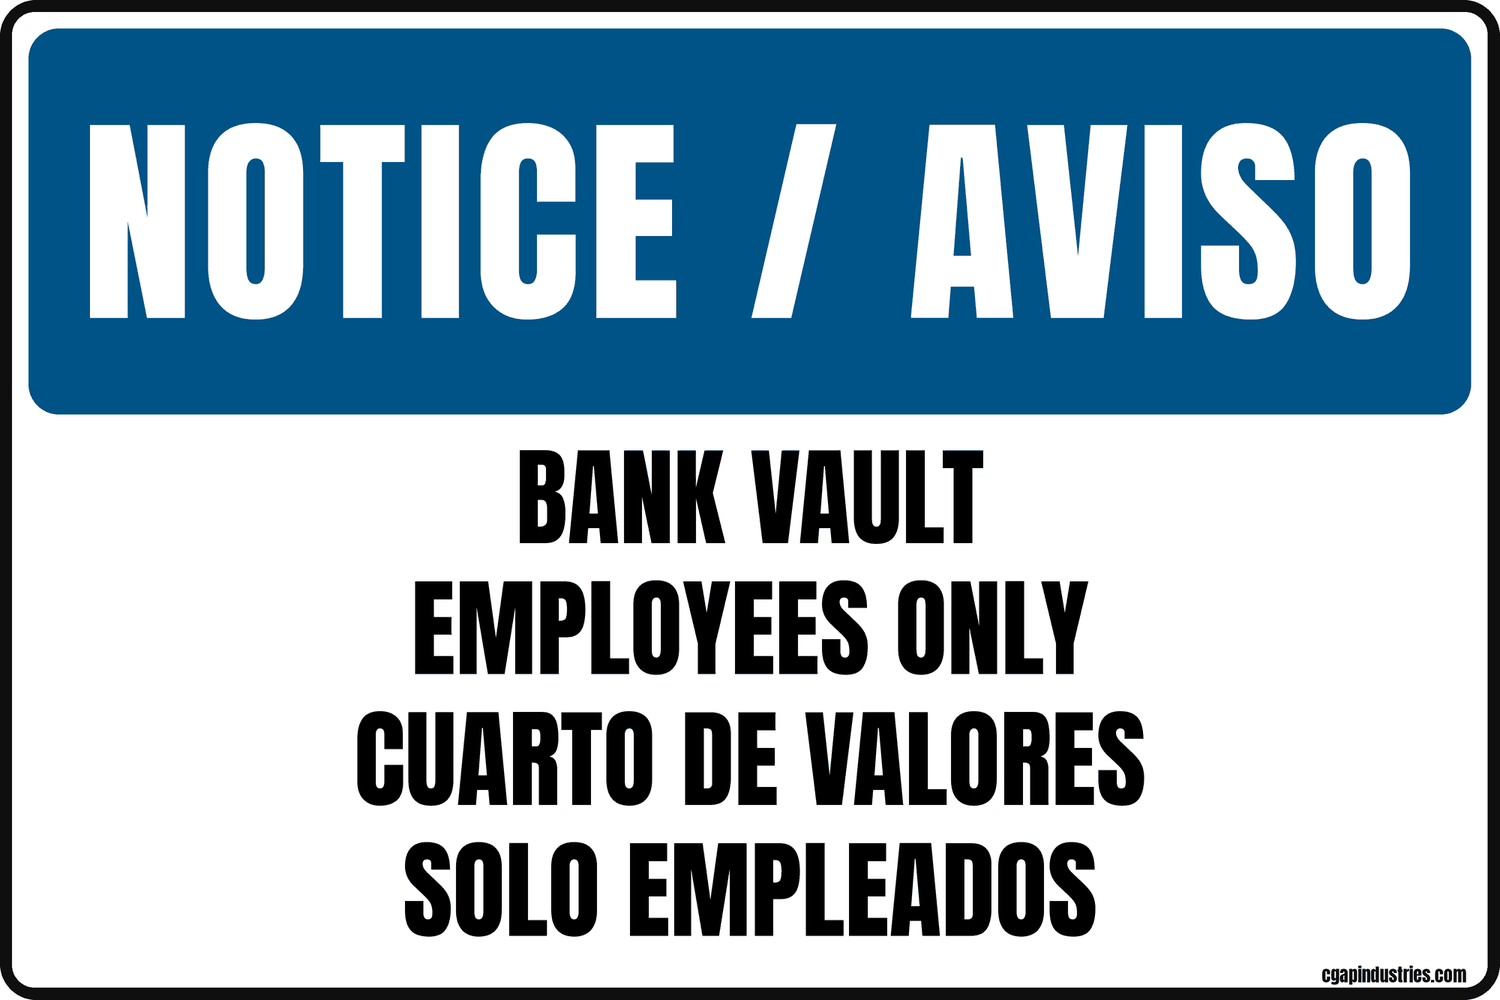 NOTICE / AVISO
BANK VAULT
EMPLOYEES ONLY
CUARTO DE VALORES
SOLO EMPLEADOS
cgapindustries.com